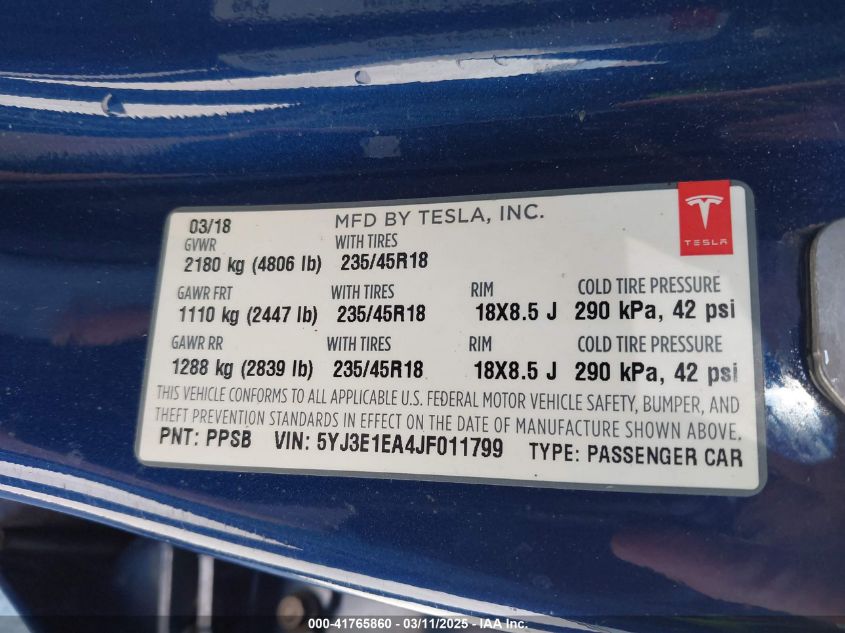 03/18 MFD BY TESLA, INC.
TESLA
GVWR WITH TIRES
2180 kg (4806 lb) 235/45R18
GAWR FRT WITH TIRES RIM COLD TIRE PRESSURE
1110 kg (2447 lb) 235/45R18 18X8.5 J 290 kPa, 42 psi
GAWR RR WITH TIRES RIM COLD TIRE PRESSURE
1288 kg (2839 lb) 235/45R18 18X8.5 J 290 kPa, 42 psi
THIS VEHICLE CONFORMS TO ALL APPLICABLE U.S. FEDERAL MOTOR VEHICLE SAFETY, BUMPER, AND
THEFT PREVENTION STANDARDS IN EFFECT ON THE DATE OF MANUFACTURE SHOWN ABOVE.
PNT: PPSB VIN: 5YJ3E1EA4JF011799 TYPE: PASSENGER CAR
000-41765860 - 03/11/2025 - IAA Inc.